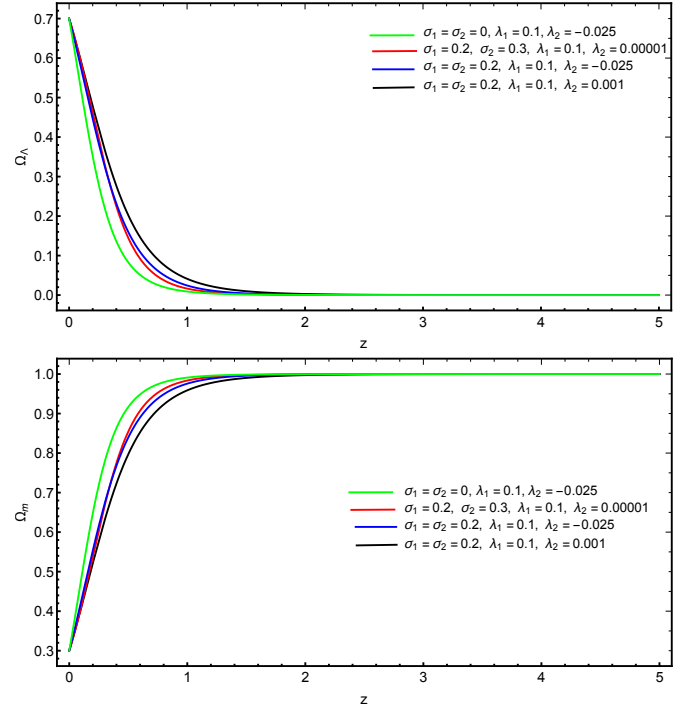 σ₁ = σ₂ = 0, λ₁ = 0.1, λ₂ = −0.025
σ₁ = 0.2, σ₂ = 0.3, λ₁ = 0.1, λ₂ = 0.00001
σ₁ = σ₂ = 0.2, λ₁ = 0.1, λ₂ = −0.025
σ₁ = σ₂ = 0.2, λ₁ = 0.1, λ₂ = 0.001
0.7
0.6
0.5
0.4
0.3
0.2
0.1
0.0
Ω_Λ
0 1 2 3 4 5
z
1.0
0.9
0.8
0.7
0.6
0.5
0.4
0.3
Ω_m
σ₁ = σ₂ = 0, λ₁ = 0.1, λ₂ = −0.025
σ₁ = 0.2, σ₂ = 0.3, λ₁ = 0.1, λ₂ = 0.00001
σ₁ = σ₂ = 0.2, λ₁ = 0.1, λ₂ = −0.025
σ₁ = σ₂ = 0.2, λ₁ = 0.1, λ₂ = 0.001
0 1 2 3 4 5
z